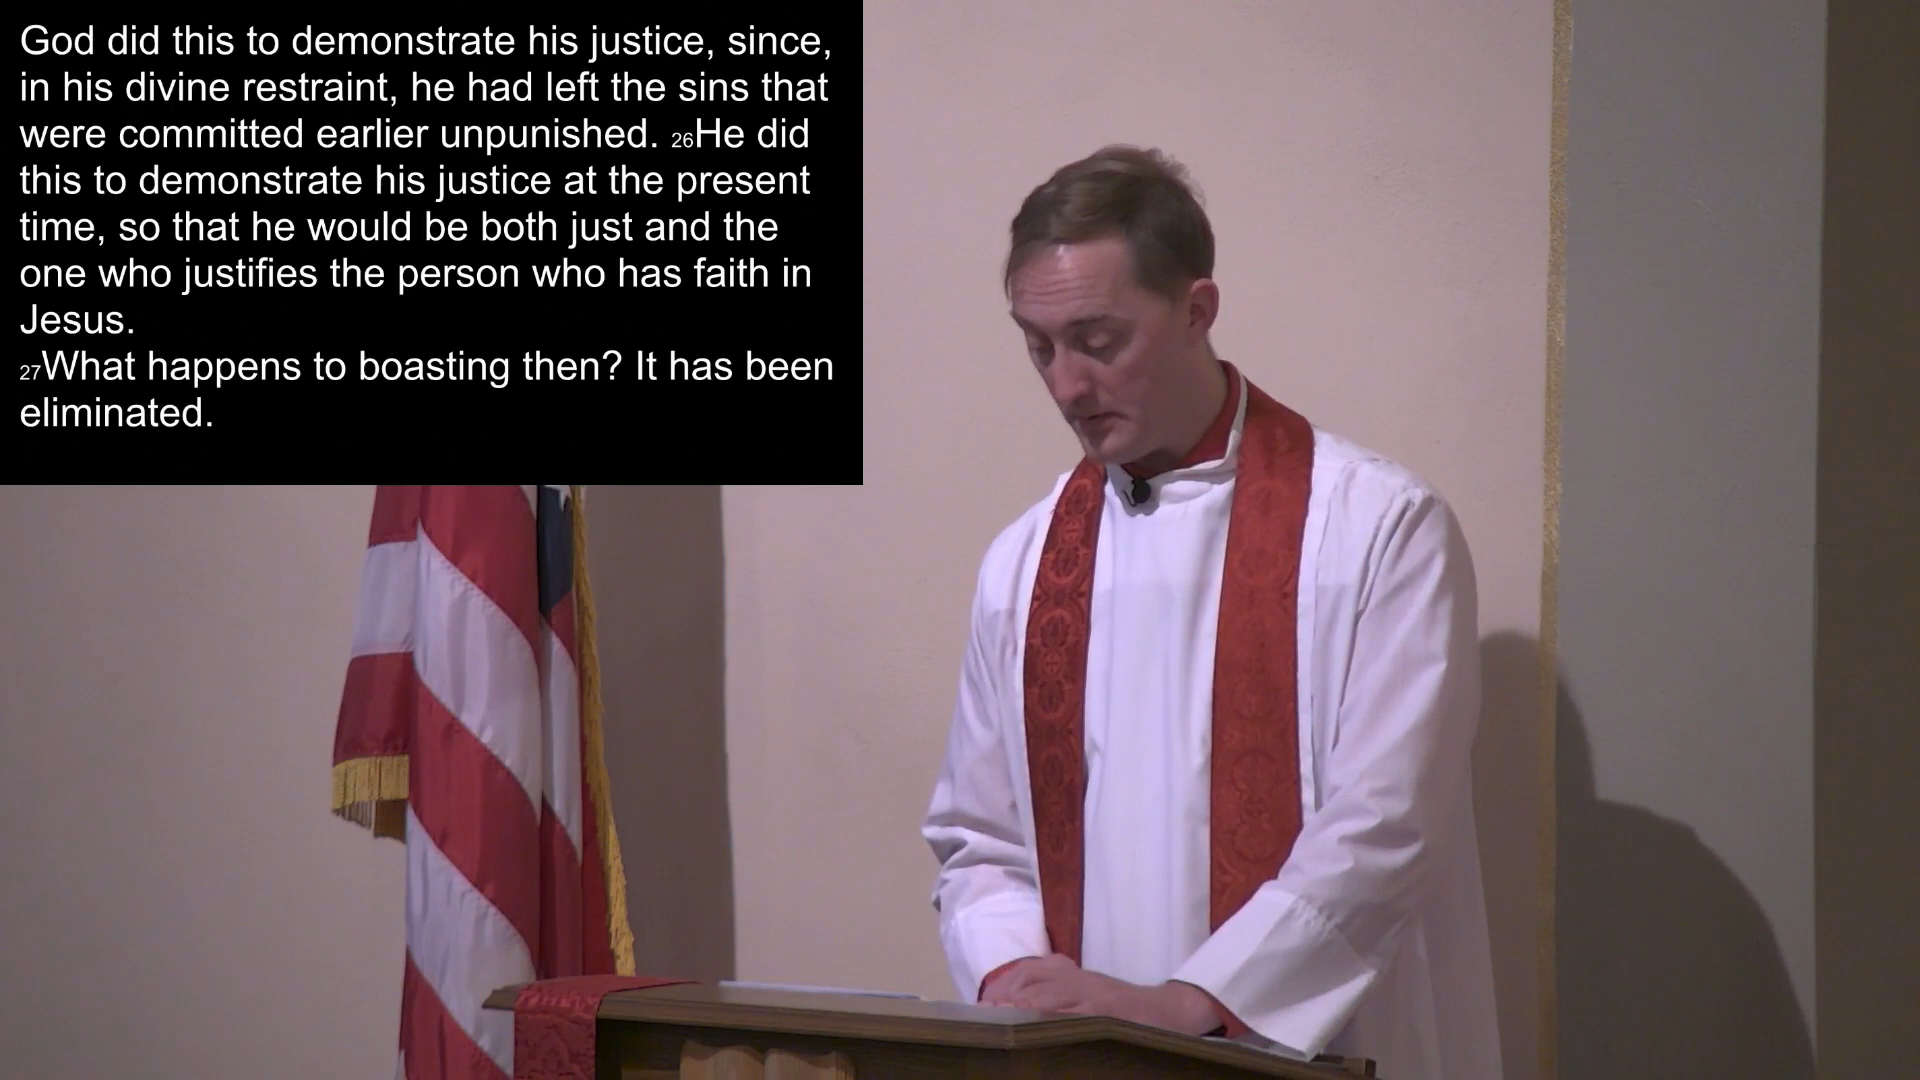 God did this to demonstrate his justice, since,
in his divine restraint, he had left the sins that
were committed earlier unpunished. 26He did
this to demonstrate his justice at the present
time, so that he would be both just and the
one who justifies the person who has faith in
Jesus.
27What happens to boasting then? It has been
eliminated.